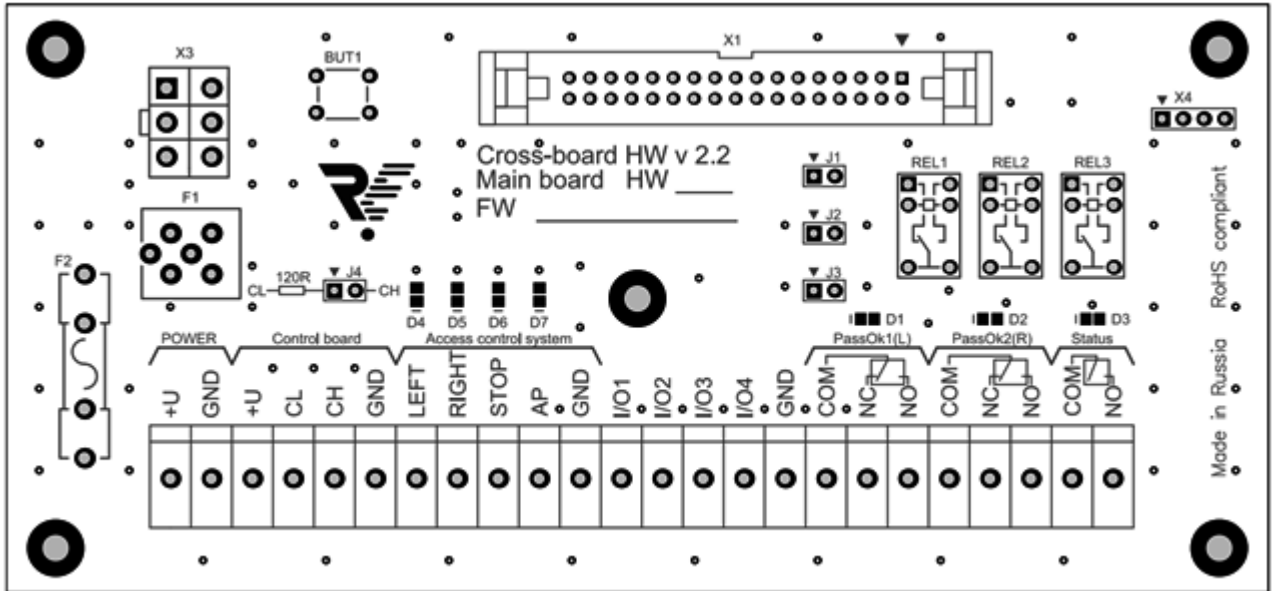 X3
BUT1
X1
X4
Cross-board HW v 2.2
Main board HW ____
FW ______________
J1
J2
J3
REL1
REL2
REL3
F1
F2
CL
120R
J4
CH
D4
D5
D6
D7
D1
D2
D3
POWER
Control board
Access control system
PassOk1(L)
PassOk2(R)
Status
+U
GND
+U
CL
CH
GND
LEFT
RIGHT
STOP
AP
GND
I/O1
I/O2
I/O3
I/O4
GND
COM
NC
NO
COM
NC
NO
COM
NO
Made in Russia RoHS compliant